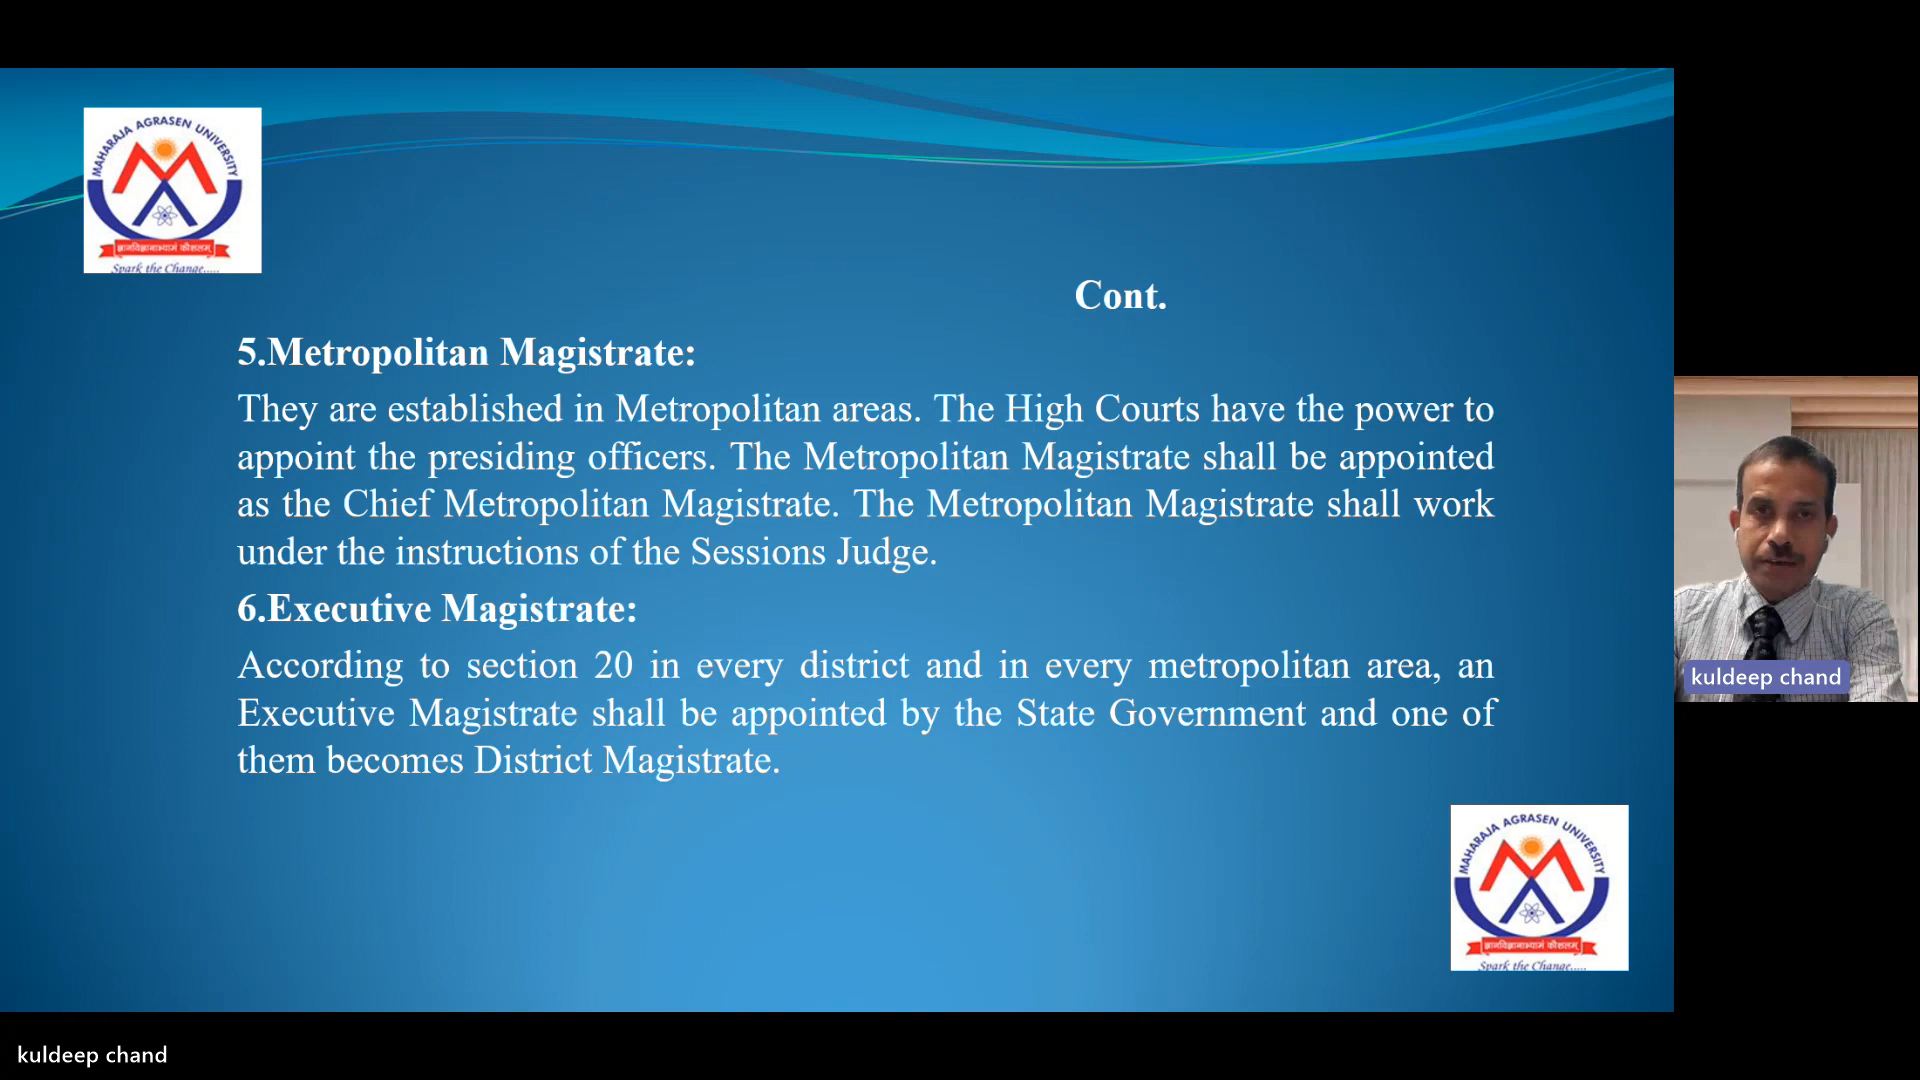 MAHARAJA AGRASEN UNIVERSITY
ज्ञानविज्ञानाभ्यामं कौशलम्
Spark the Change.....
Cont.
5.Metropolitan Magistrate:
They are established in Metropolitan areas. The High Courts have the power to
appoint the presiding officers. The Metropolitan Magistrate shall be appointed
as the Chief Metropolitan Magistrate. The Metropolitan Magistrate shall work
under the instructions of the Sessions Judge.
6.Executive Magistrate:
According to section 20 in every district and in every metropolitan area, an
Executive Magistrate shall be appointed by the State Government and one of
them becomes District Magistrate.
kuldeep chand
MAHARAJA AGRASEN UNIVERSITY
ज्ञानविज्ञानाभ्यामं कौशलम्
Spark the Change.....
kuldeep chand